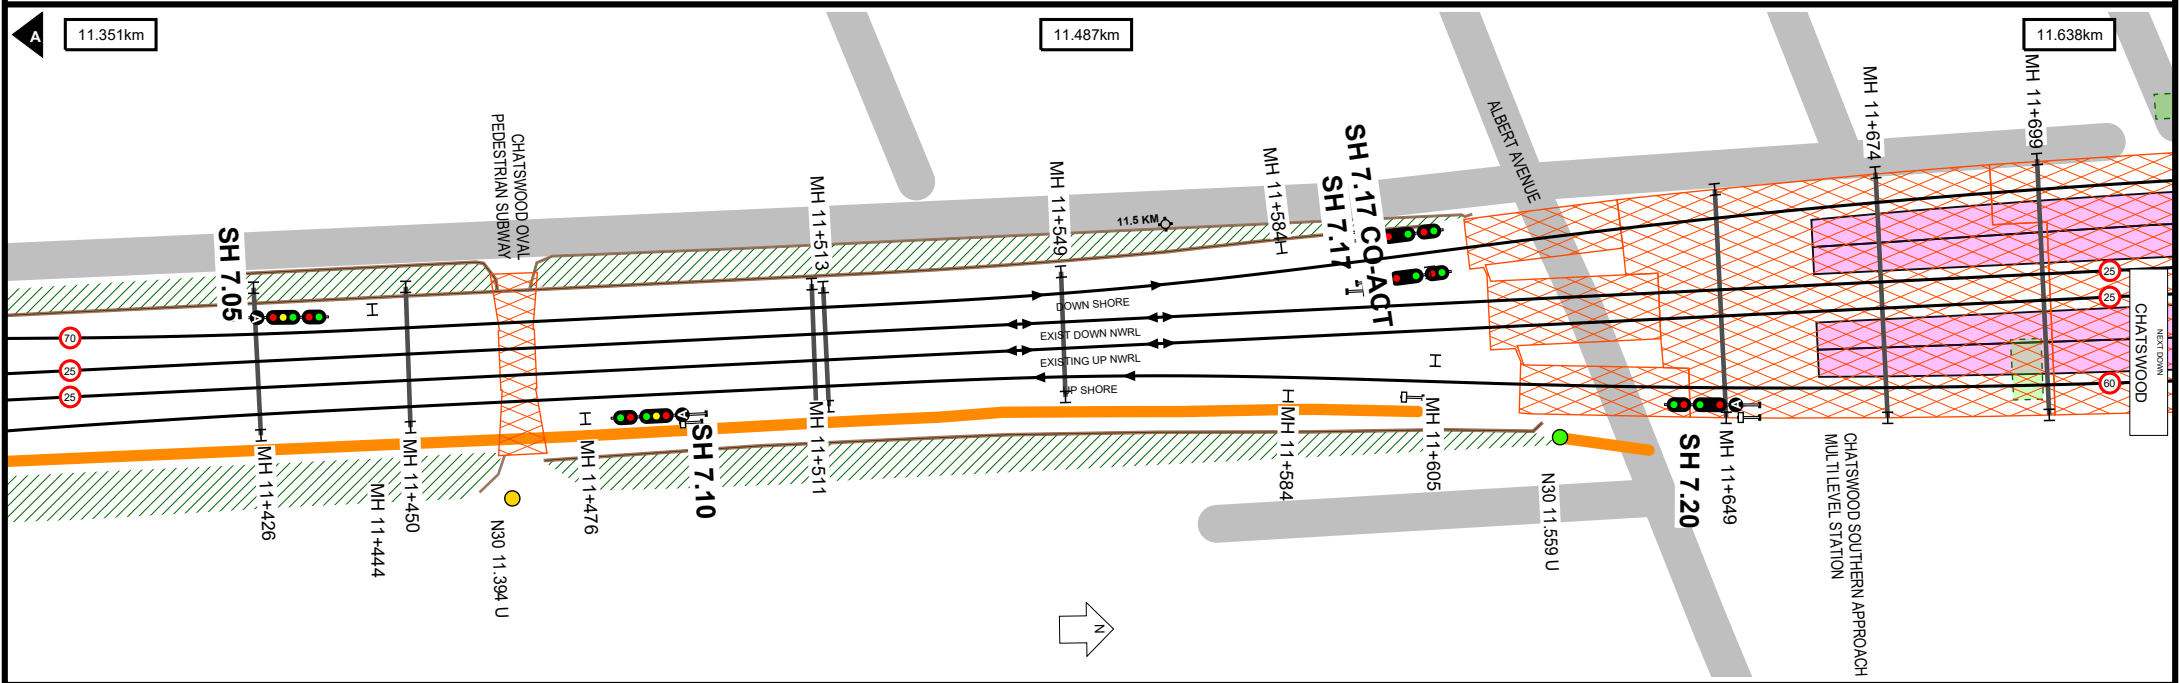 A
11.351km
11.487km
11.638km
SH 7.05
CHATSWOOD OVAL
PEDESTRIAN SUBWAY
MH 11+513
MH 11+549
11.5 KM
MH 11+584
SH 7.17 CO-ACT
SH 7.17
ALBERT AVENUE
MH 11+674
MH 11+699
70
25
25
DOWN SHORE
EXIST DOWN NWRL
EXISTING UP NWRL
UP SHORE
25
25
60
CHATSWOOD
NEXT DOWN
A
A
A
MH 11+426
MH 11+444
MH 11+450
N30 11.394 U
MH 11+476
SH 7.10
MH 11+511
MH 11+584
MH 11+605
N30 11.559 U
SH 7.20
MH 11+649
CHATSWOOD SOUTHERN APPROACH
MULTI LEVEL STATION
N